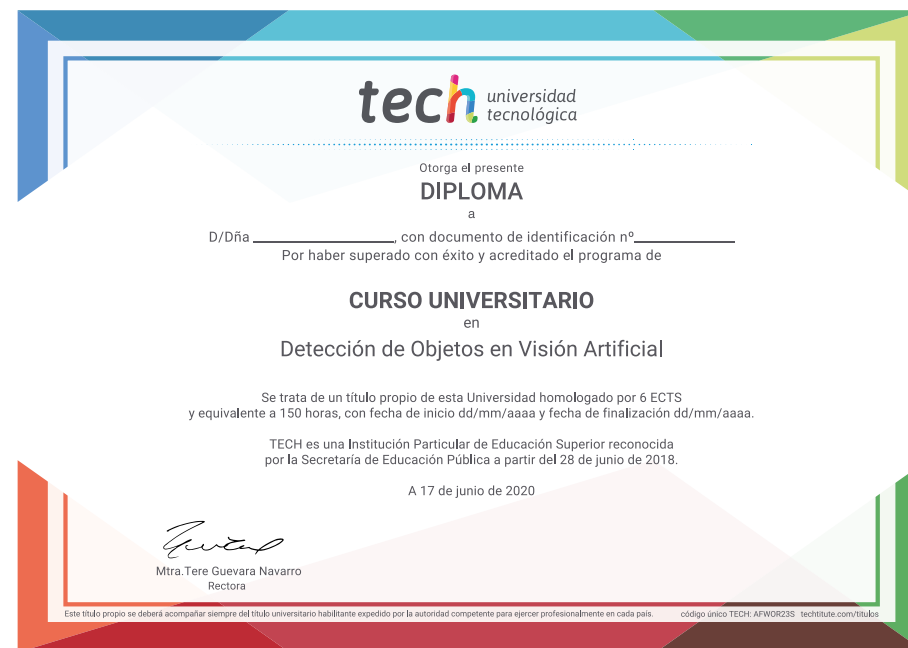 tech universidad
tecnológica
Otorga el presente
DIPLOMA
a
D/Dña ______________, con documento de identificación nº__________
Por haber superado con éxito y acreditado el programa de
CURSO UNIVERSITARIO
en
Detección de Objetos en Visión Artificial
Se trata de un título propio de esta Universidad homologado por 6 ECTS
y equivalente a 150 horas, con fecha de inicio dd/mm/aaaa y fecha de finalización dd/mm/aaaa.
TECH es una Institución Particular de Educación Superior reconocida
por la Secretaría de Educación Pública a partir del 28 de junio de 2018.
A 17 de junio de 2020
Mtra.Tere Guevara Navarro
Rectora
Este título propio se deberá acompañar siempre del título universitario habilitante expedido por la autoridad competente para ejercer profesionalmente en cada país. código único TECH: AFWOR23S techtitute.com/titulos